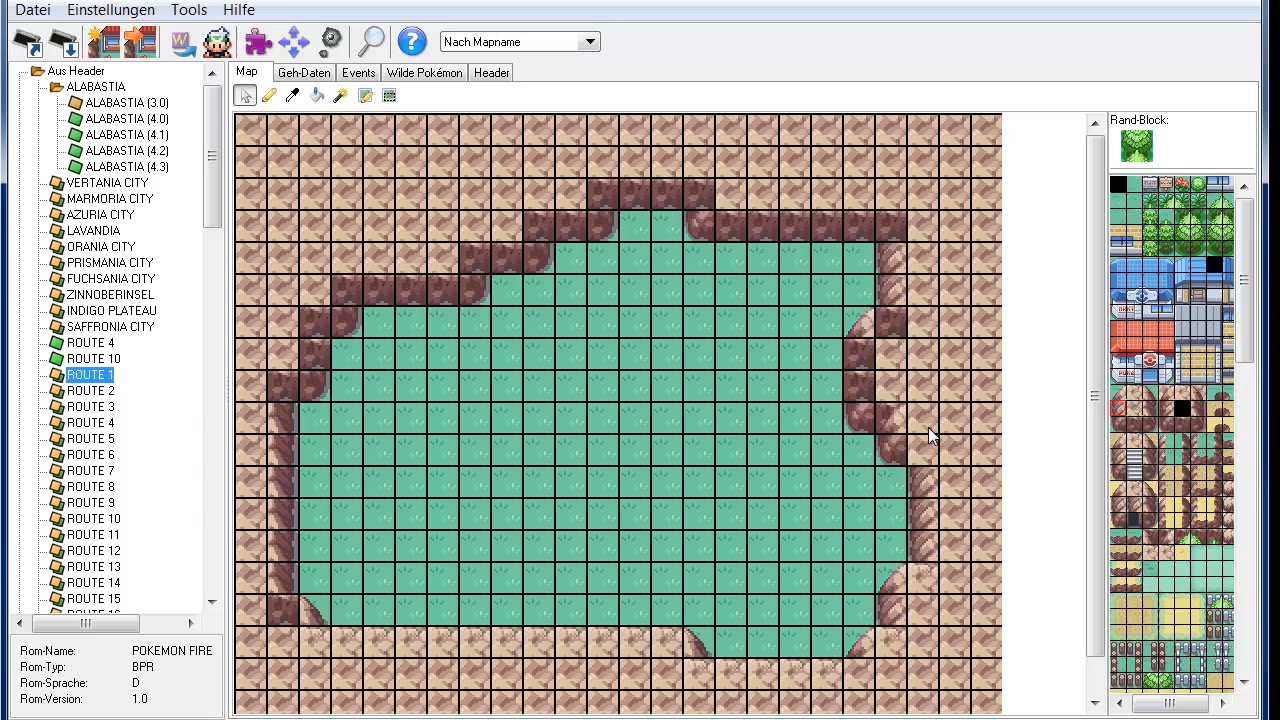 Datei Einstellungen Tools Hilfe
Nach Mapname
Aus Header
ALABASTIA
ALABASTIA (3.0)
ALABASTIA (4.0)
ALABASTIA (4.1)
ALABASTIA (4.2)
ALABASTIA (4.3)
VERTANIA CITY
MARMORIA CITY
AZURIA CITY
LAVANDIA
ORANIA CITY
PRISMANIA CITY
FUCHSANIA CITY
ZINNOBERINSEL
INDIGO PLATEAU
SAFFRONIA CITY
ROUTE 4
ROUTE 10
ROUTE 1
ROUTE 2
ROUTE 3
ROUTE 4
ROUTE 5
ROUTE 6
ROUTE 7
ROUTE 8
ROUTE 9
ROUTE 10
ROUTE 11
ROUTE 12
ROUTE 13
ROUTE 14
ROUTE 15
Rom-Name: POKEMON FIRE
Rom-Typ: BPR
Rom-Sprache: D
Rom-Version: 1.0
Map Geh-Daten Events Wilde Pokémon Header
Rand-Block: